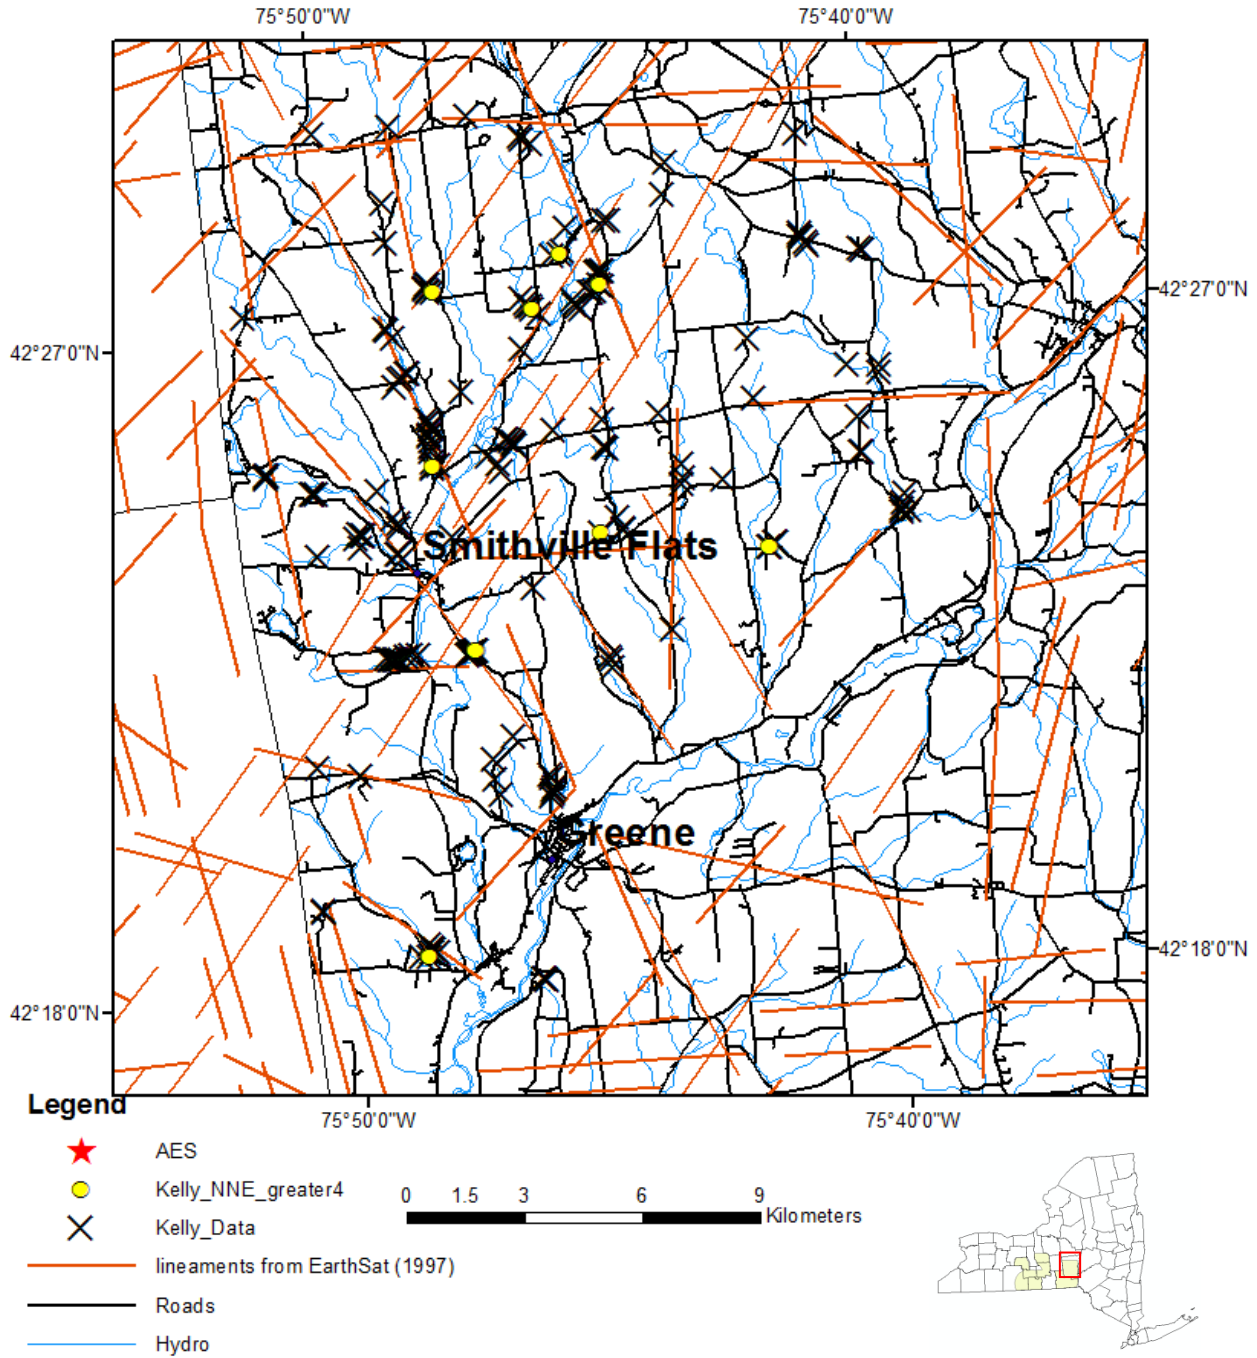 75°50'0"W 75°40'0"W
42°27'0"N
42°27'0"N
Smithville Flats
Greene
42°18'0"N
42°18'0"N
75°50'0"W 75°40'0"W
Legend
AES
Kelly_NNE_greater4
Kelly_Data
lineaments from EarthSat (1997)
Roads
Hydro
0 1.5 3 6 9
Kilometers